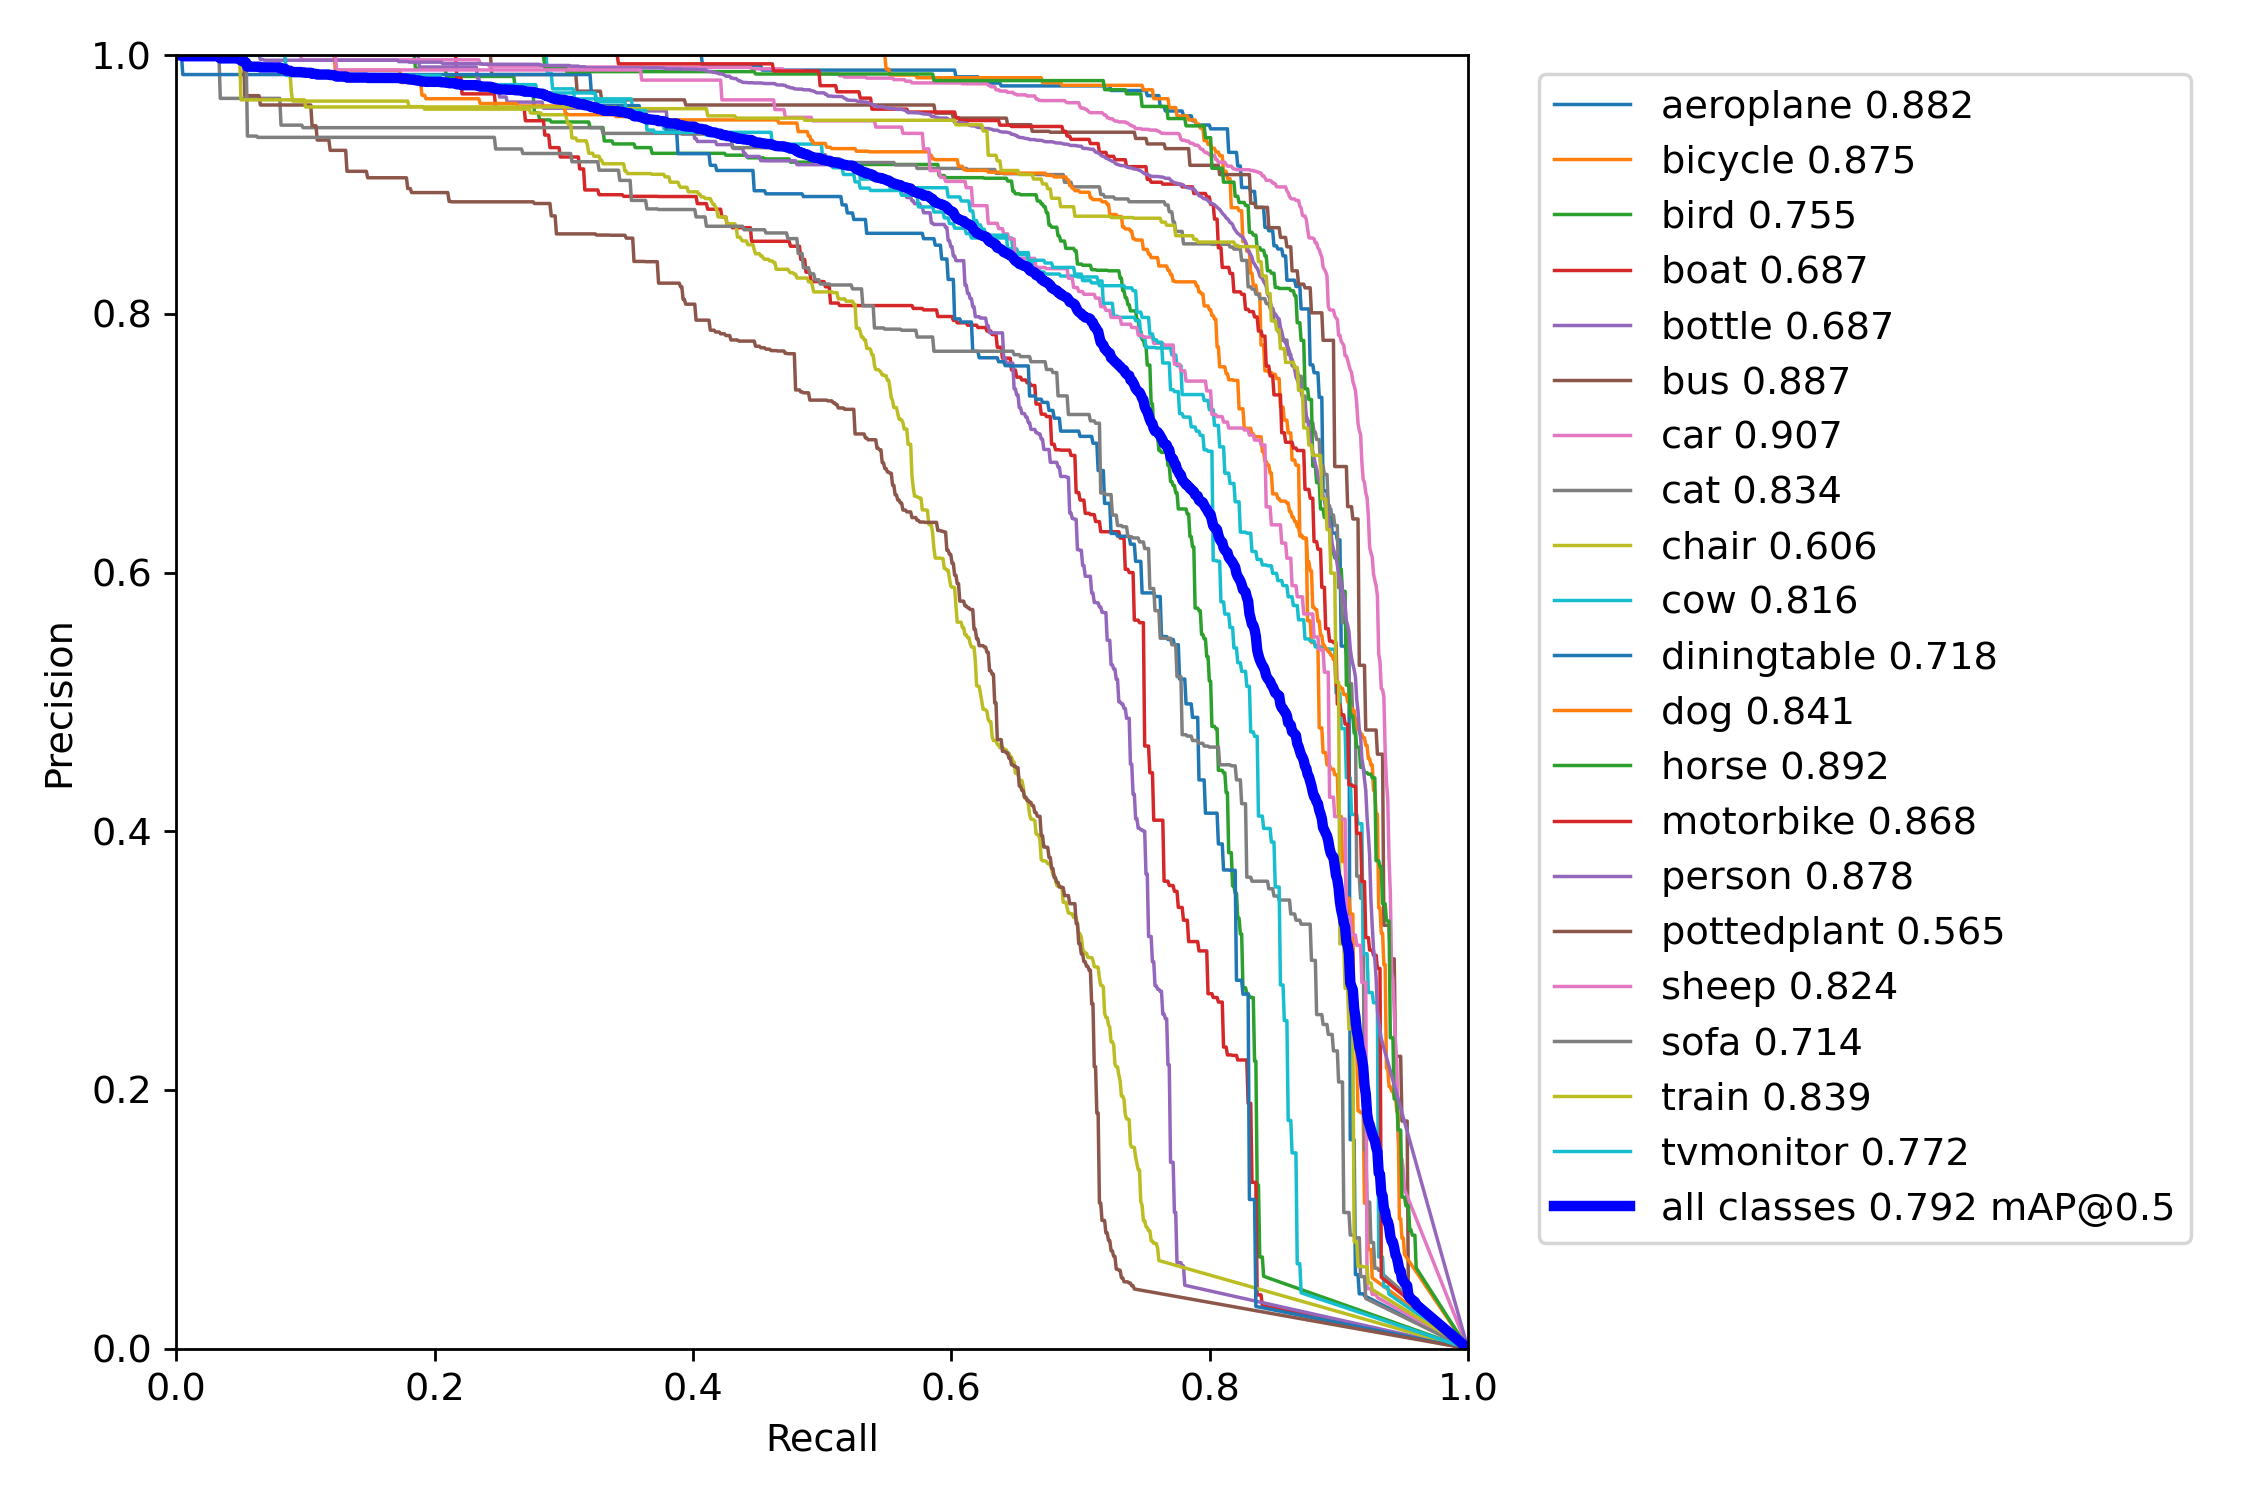 1.0
0.8
0.6
0.4
0.2
0.0
Precision
0.0 0.2 0.4 0.6 0.8 1.0
Recall
aeroplane 0.882
bicycle 0.875
bird 0.755
boat 0.687
bottle 0.687
bus 0.887
car 0.907
cat 0.834
chair 0.606
cow 0.816
diningtable 0.718
dog 0.841
horse 0.892
motorbike 0.868
person 0.878
pottedplant 0.565
sheep 0.824
sofa 0.714
train 0.839
tvmonitor 0.772
all classes 0.792 mAP@0.5